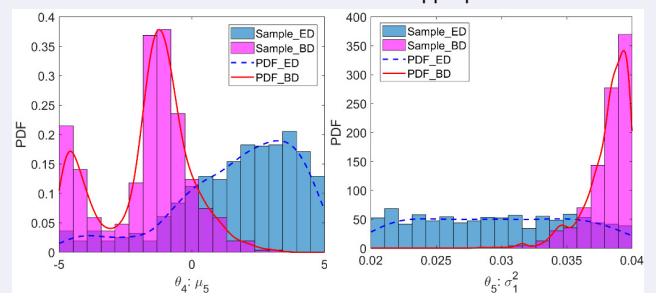 0.4
0.35
0.3
0.25
0.2
0.15
0.1
0.05
0
PDF
-5
0
5
θ₄: μ₅
Sample_ED
Sample_BD
PDF_ED
PDF_BD
400
350
300
250
200
150
100
50
0
PDF
0.02
0.025
0.03
0.035
0.04
θ₅: σ₁²
Sample_ED
Sample_BD
PDF_ED
PDF_BD